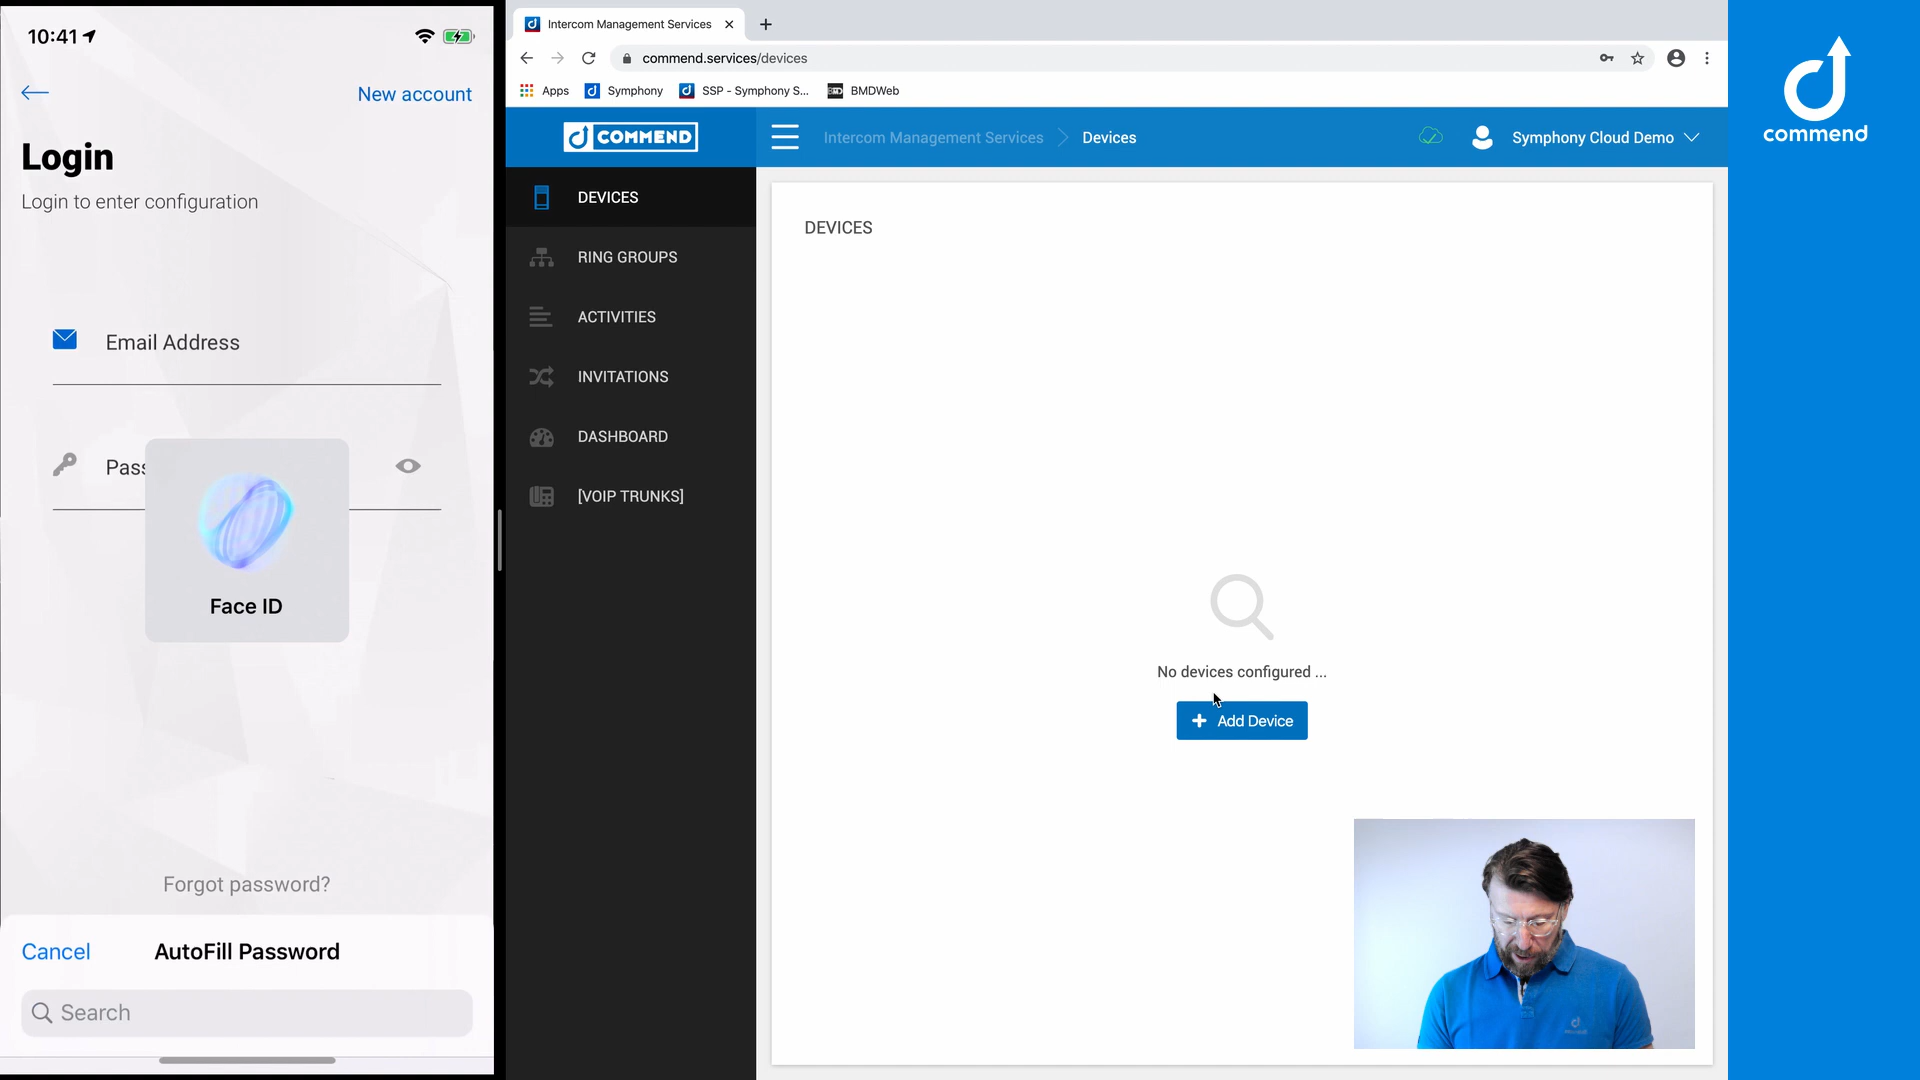 10:41
New account
Login
Login to enter configuration
Email Address
Pass
Face ID
Forgot password?
Cancel
AutoFill Password
Search
Intercom Management Services
commend.services/devices
Apps
Symphony
SSP - Symphony S...
BMDWeb
COMMEND
Intercom Management Services
Devices
Symphony Cloud Demo
DEVICES
RING GROUPS
ACTIVITIES
INVITATIONS
DASHBOARD
[VOIP TRUNKS]
DEVICES
No devices configured ...
Add Device
commend